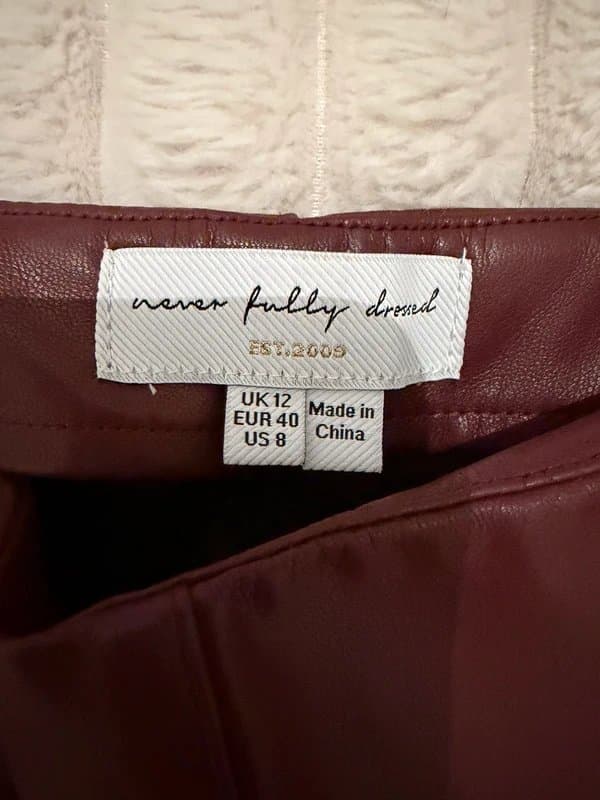 never fully dressed
EST.2009
UK 12
EUR 40
US 8
Made in
China